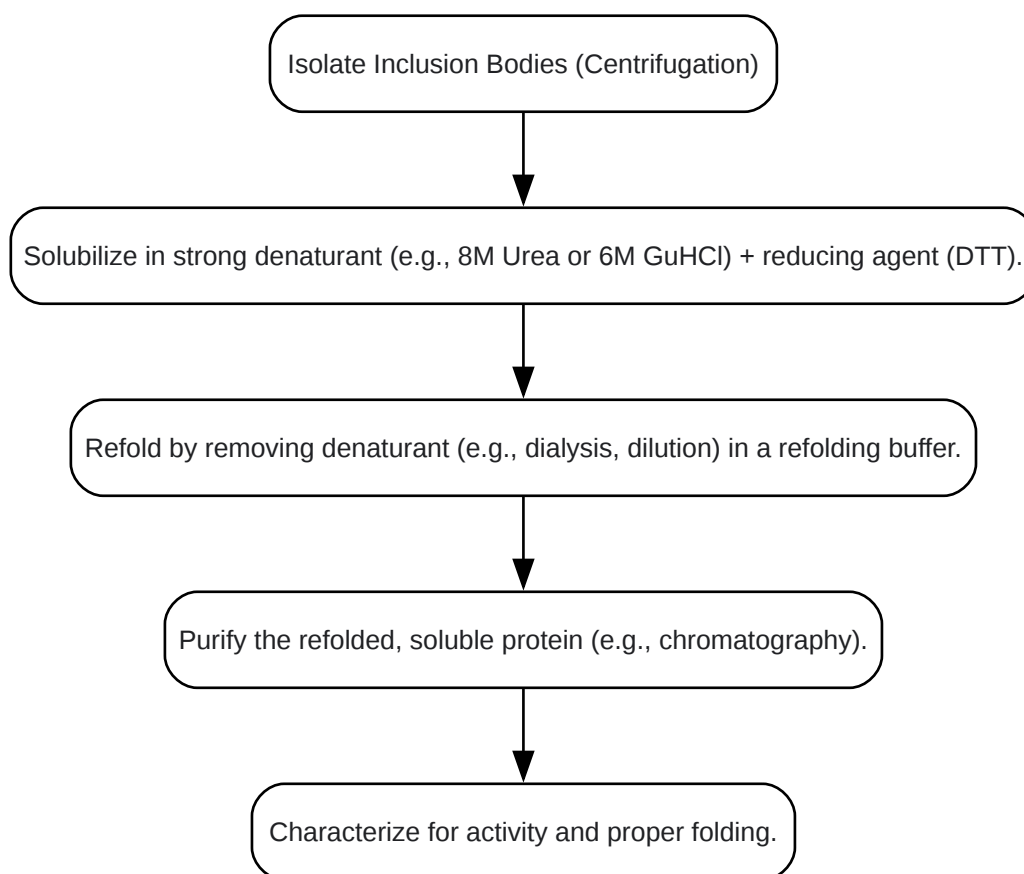 Isolate Inclusion Bodies (Centrifugation)
Solubilize in strong denaturant (e.g., 8M Urea or 6M GuHCl) + reducing agent (DTT).
Refold by removing denaturant (e.g., dialysis, dilution) in a refolding buffer.
Purify the refolded, soluble protein (e.g., chromatography).
Characterize for activity and proper folding.